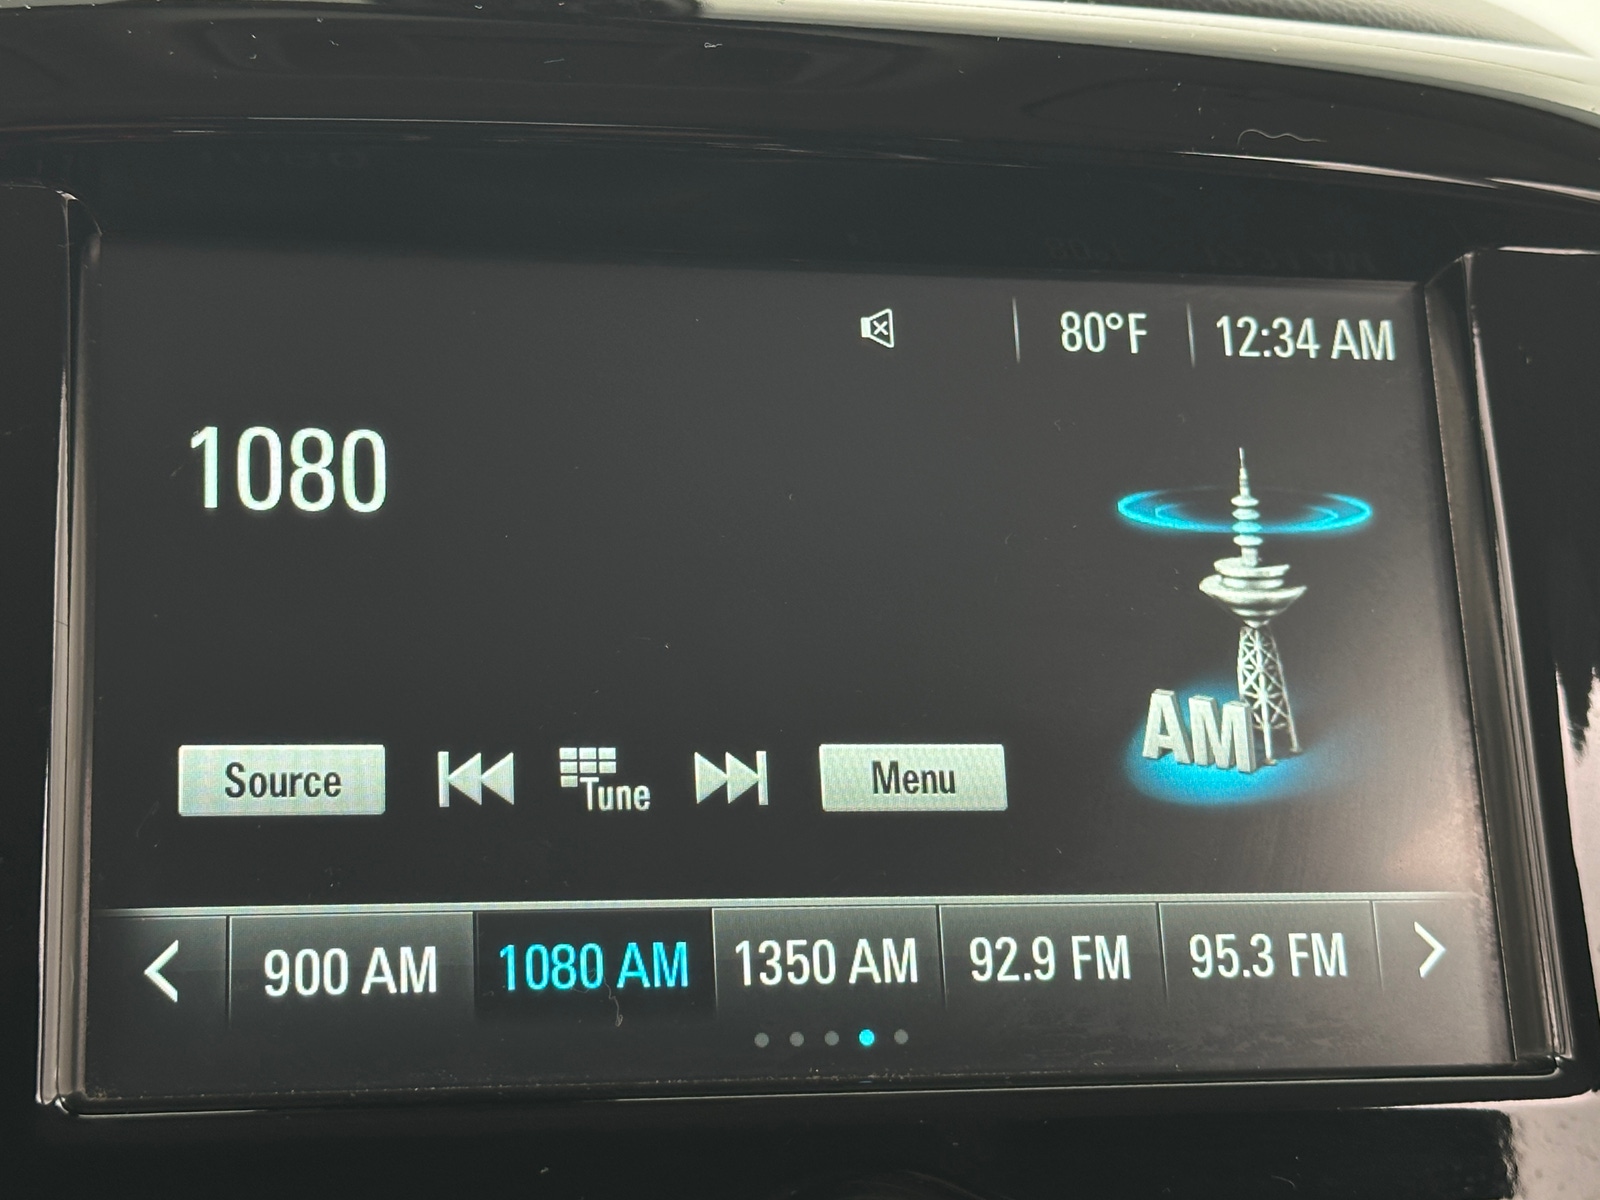 80°F 12:34 AM
1080
AM
Source Tune Menu
900 AM 1080 AM 1350 AM 92.9 FM 95.3 FM